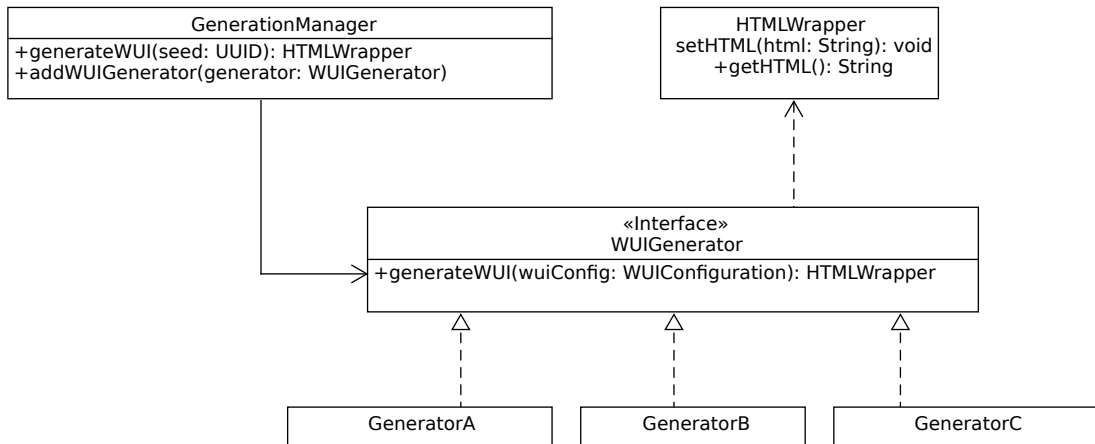 GenerationManager
+generateWUI(seed: UUID): HTMLWrapper
+addWUIGenerator(generator: WUIGenerator)
HTMLWrapper
setHTML(html: String): void
+getHTML(): String
«Interface»
WUIGenerator
+generateWUI(wuiConfig: WUIConfiguration): HTMLWrapper
GeneratorA
GeneratorB
GeneratorC